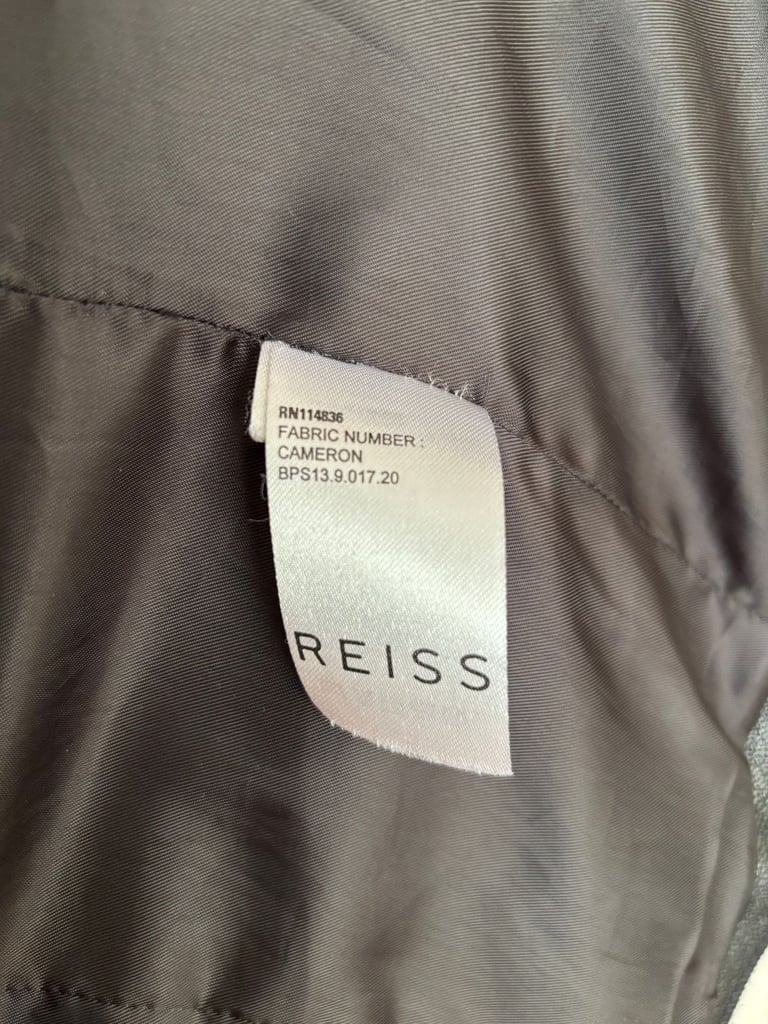 RN114836
FABRIC NUMBER :
CAMERON
BPS13.9.017.20
REISS